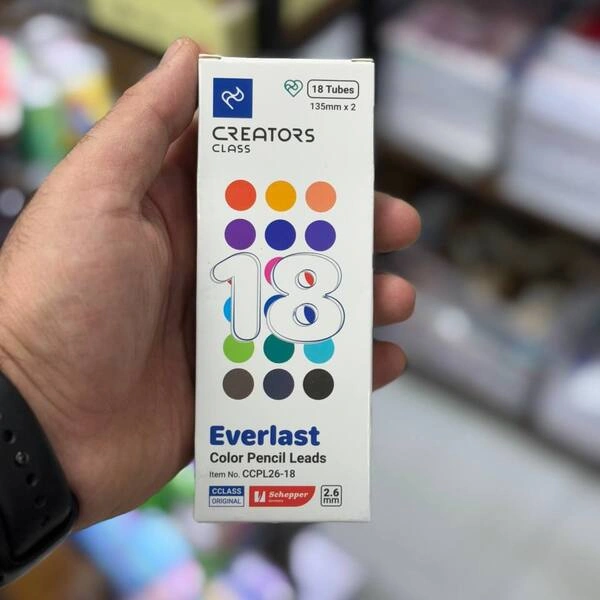 18 Tubes
135mm x 2
CREATORS
CLASS
18
Everlast
Color Pencil Leads
Item No. CCPL26-18
CCLASS
ORIGINAL
Schepper
Germany
2.6
mm